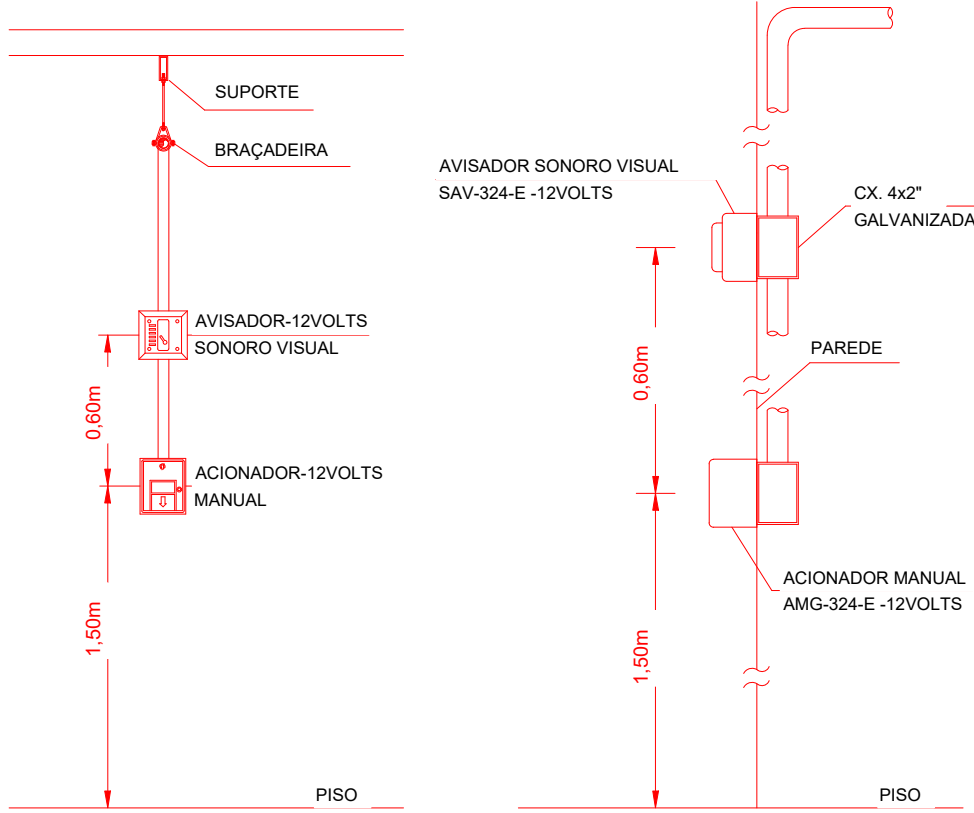 SUPORTE
BRAÇADEIRA
AVISADOR-12VOLTS
SONORO VISUAL
0,60m
ACIONADOR-12VOLTS
MANUAL
1,50m
PISO
AVISADOR SONORO VISUAL
SAV-324-E -12VOLTS
CX. 4x2"
GALVANIZADA
PAREDE
0,60m
ACIONADOR MANUAL
AMG-324-E -12VOLTS
1,50m
PISO